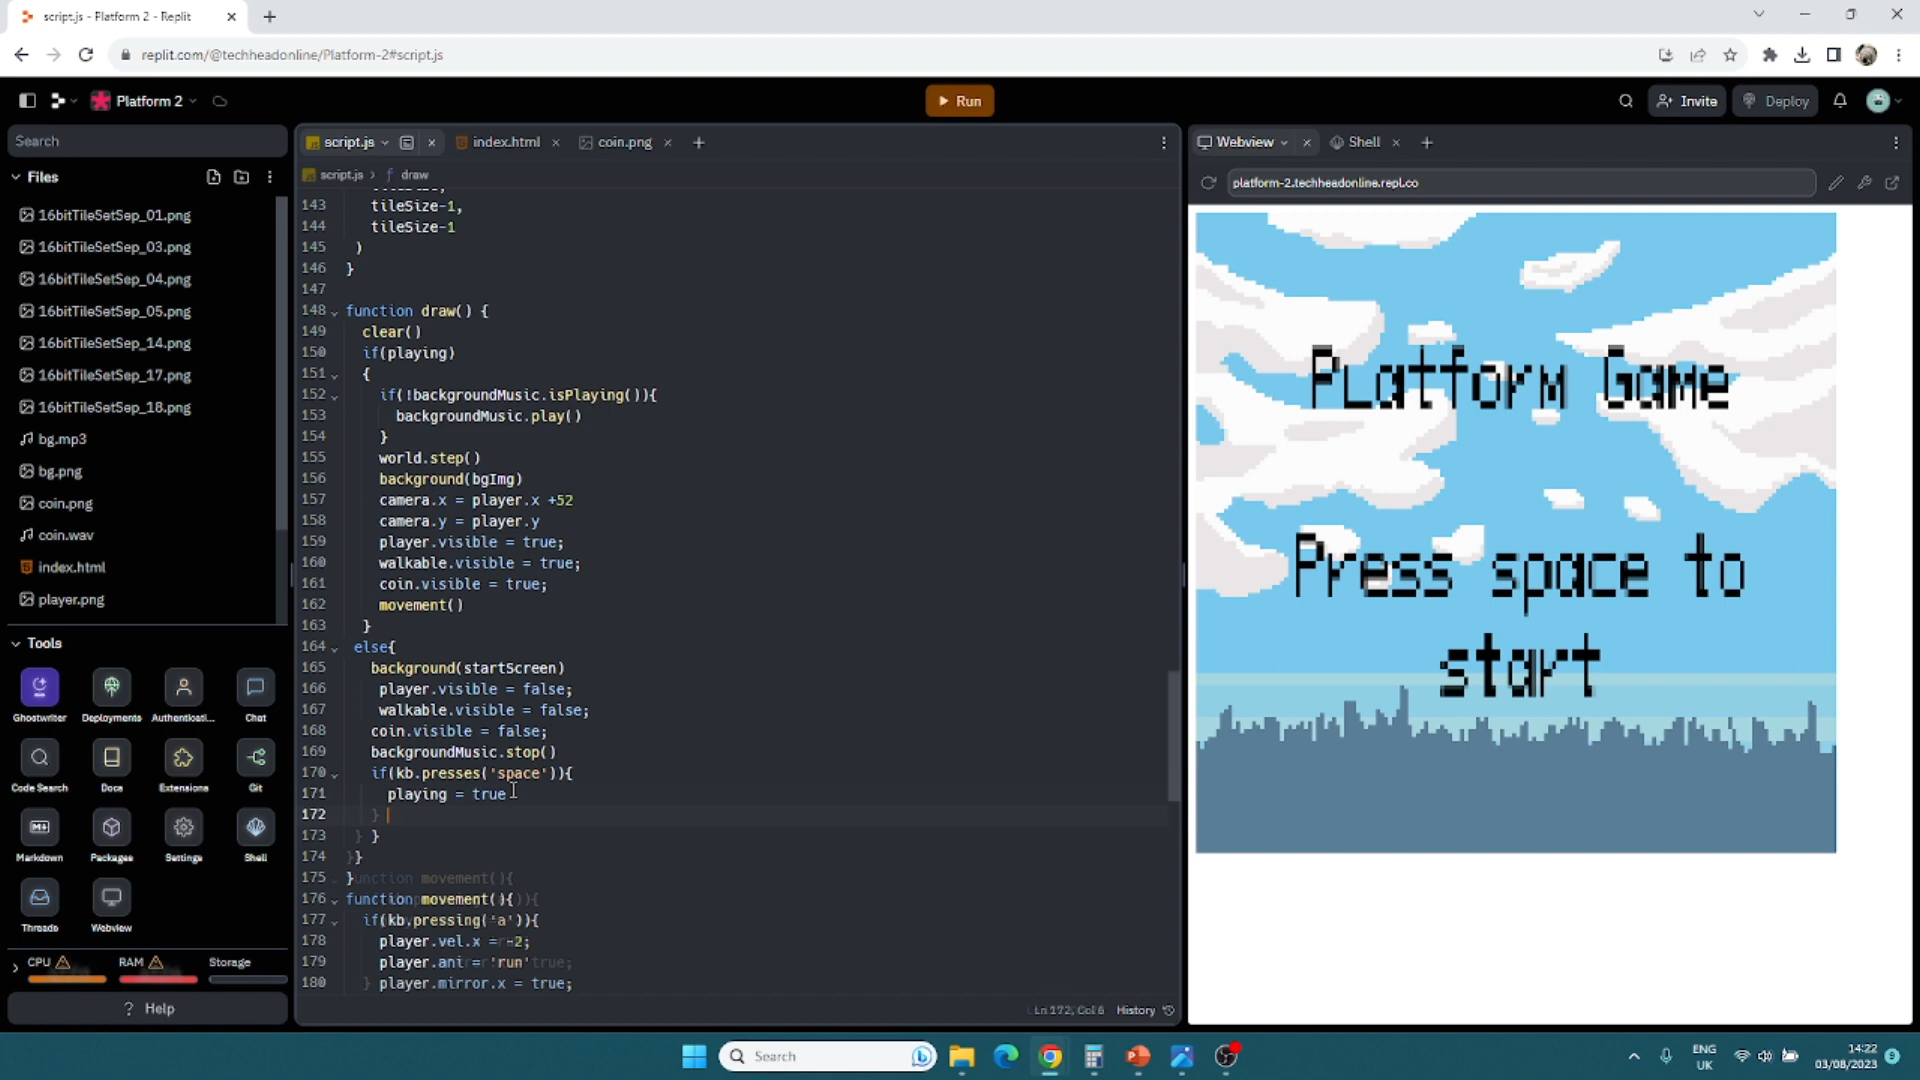 script.js - Platform 2 - Replit
replit.com/@techheadonline/Platform-2#script.js
Platform 2
Run
Invite
Deploy
Search
Files
16bitTileSetSep_01.png
16bitTileSetSep_03.png
16bitTileSetSep_04.png
16bitTileSetSep_05.png
16bitTileSetSep_14.png
16bitTileSetSep_17.png
16bitTileSetSep_18.png
bg.mp3
bg.png
coin.png
coin.wav
index.html
player.png
Tools
Ghostwriter
Deployments
Authenticati...
Chat
Code Search
Docs
Extensions
Git
Markdown
Packages
Settings
Shell
Threads
Webview
CPU
RAM
Storage
? Help
script.js
index.html
coin.png
script.js > f draw
143 tileSize-1,
144 tileSize-1
145 )
146 }
147
148 function draw() {
149 clear()
150 if(playing)
151 {
152 if(!backgroundMusic.isPlaying()){
153 backgroundMusic.play()
154 }
155 world.step()
156 background(bgImg)
157 camera.x = player.x +52
158 camera.y = player.y
159 player.visible = true;
160 walkable.visible = true;
161 coin.visible = true;
162 movement()
163 }
164 else{
165 background(startScreen)
166 player.visible = false;
167 walkable.visible = false;
168 coin.visible = false;
169 backgroundMusic.stop()
170 if(kb.presses('space')){
171 playing = true
172 }
173 } }
174 }}
175 }
176 function movement(){
177 if(kb.pressing('a')){
178 player.vel.x = -2;
179 player.ani = 'run'
180 } player.mirror.x = true;
Ln 172, Col 6 History
Webview
Shell
platform-2.techheadonline.repl.co
Platform Game
Press space to
start
Search
ENG
UK
14:22
03/08/2023